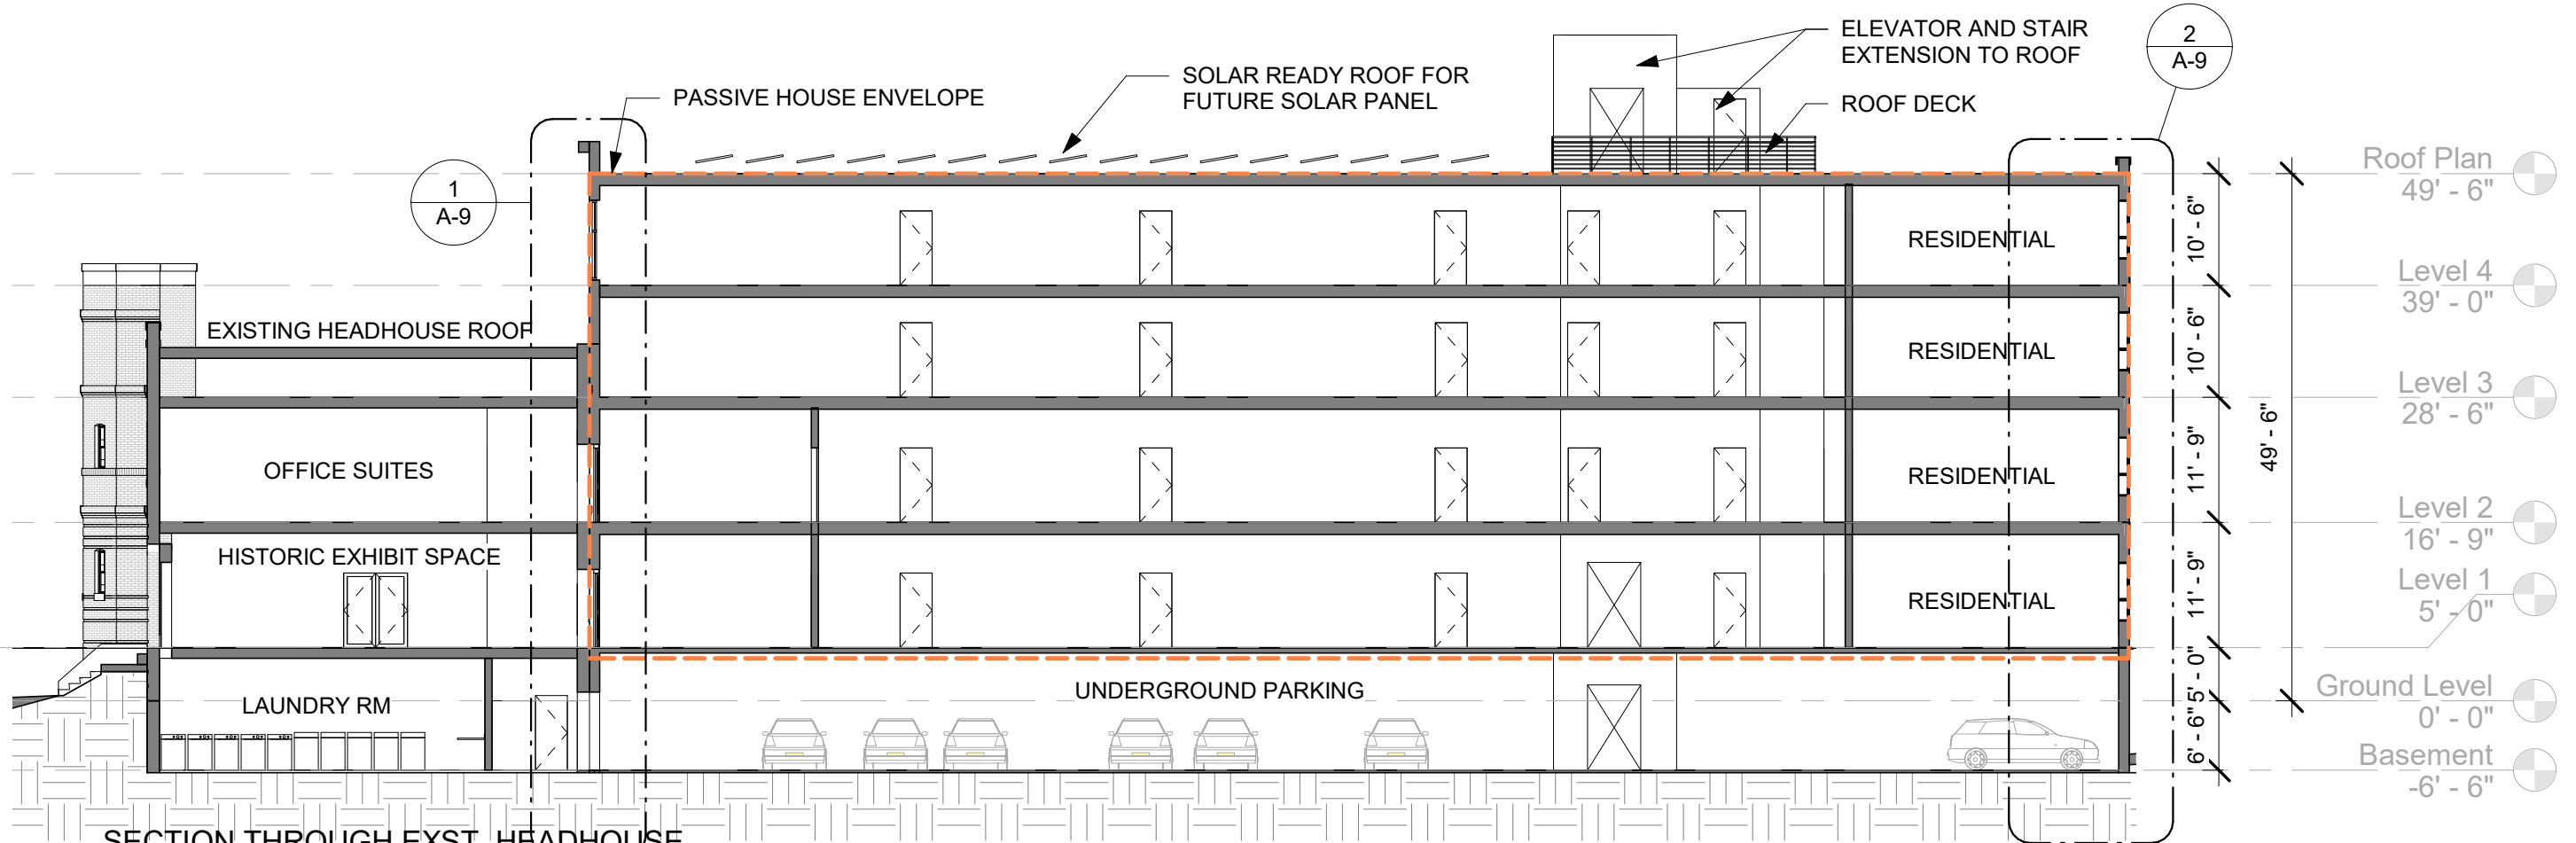 ELEVATOR AND STAIR
EXTENSION TO ROOF
2
A-9
SOLAR READY ROOF FOR
FUTURE SOLAR PANEL
PASSIVE HOUSE ENVELOPE
ROOF DECK
1
A-9
Roof Plan
49' - 6"
10' - 6"
RESIDENTIAL
Level 4
39' - 0"
EXISTING HEADHOUSE ROOF
10' - 6"
RESIDENTIAL
Level 3
28' - 6"
49' - 6"
OFFICE SUITES
RESIDENTIAL
11' - 9"
Level 2
16' - 9"
HISTORIC EXHIBIT SPACE
RESIDENTIAL
11' - 9"
Level 1
5' - 0"
LAUNDRY RM
UNDERGROUND PARKING
5' - 0"
Ground Level
0' - 0"
6' - 6"
Basement
-6' - 6"
SECTION THROUGH EXST. HEADHOUSE